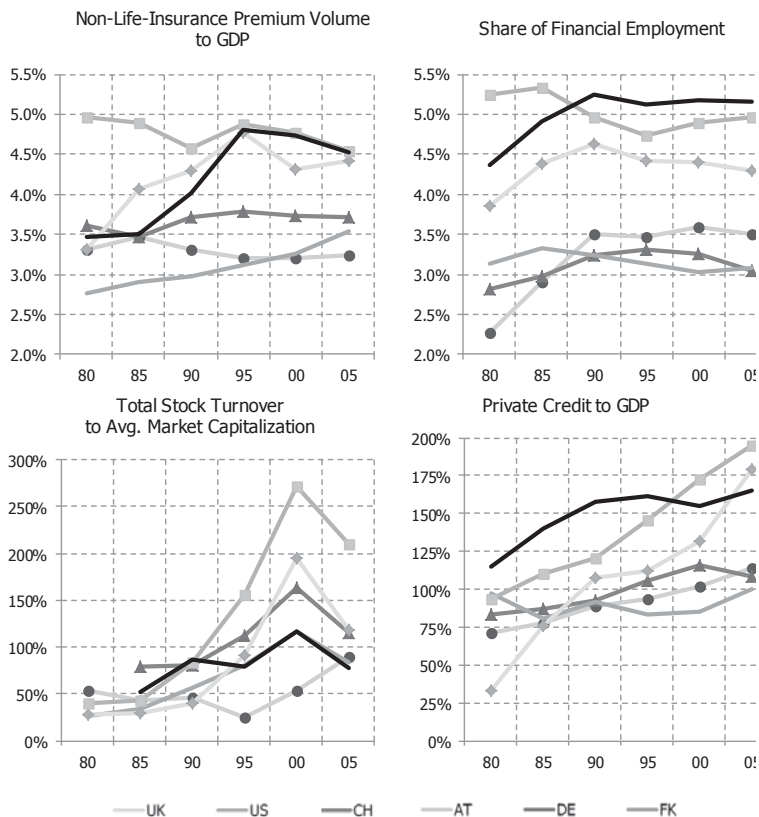 Non-Life-Insurance Premium Volume
to GDP
5.5%
5.0%
4.5%
4.0%
3.5%
3.0%
2.5%
2.0%
80 85 90 95 00 05
Share of Financial Employment
5.5%
5.0%
4.5%
4.0%
3.5%
3.0%
2.5%
2.0%
80 85 90 95 00 05
Total Stock Turnover
to Avg. Market Capitalization
300%
250%
200%
150%
100%
50%
0%
80 85 90 95 00 05
Private Credit to GDP
200%
175%
150%
125%
100%
75%
50%
25%
0%
80 85 90 95 00 05
UK US CH AT DE FK